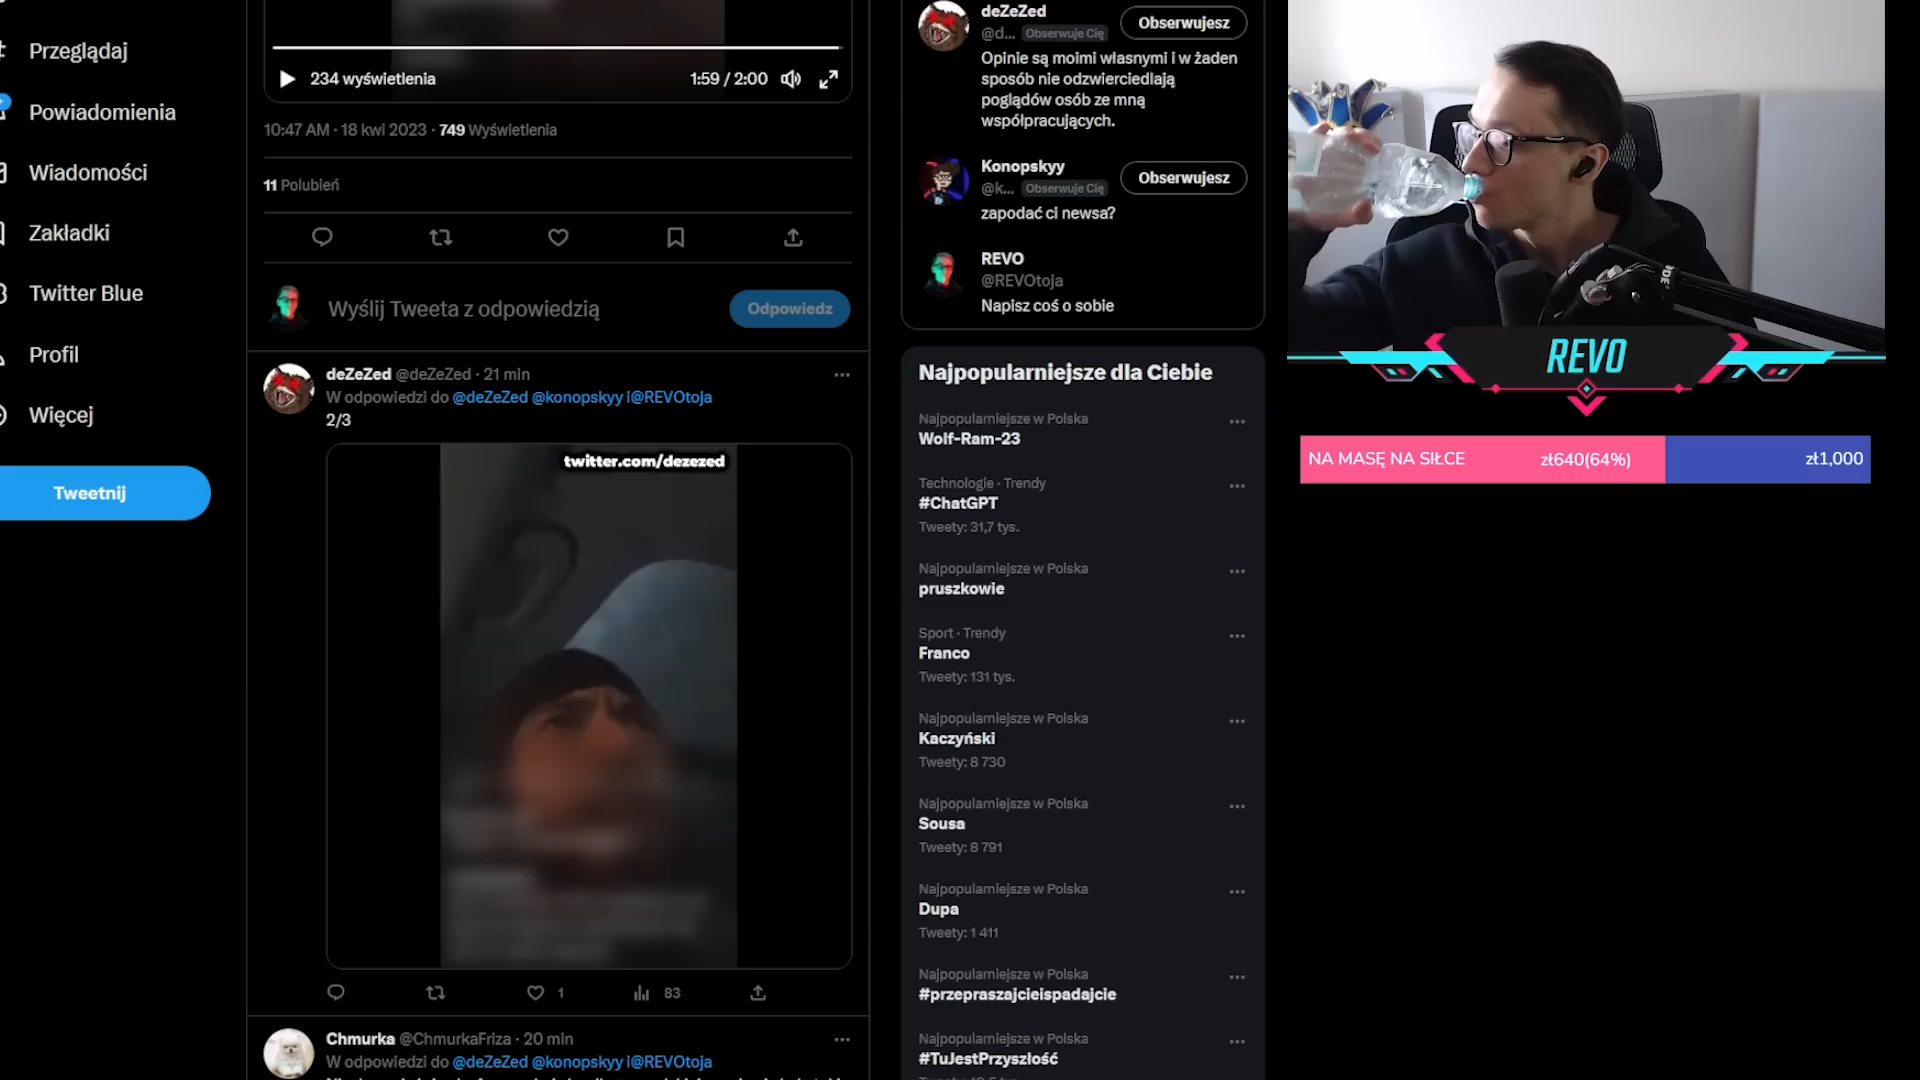 Przeglądaj
Powiadomienia
Wiadomości
Zakładki
Twitter Blue
Profil
Więcej
Tweetnij
234 wyświetlenia
1:59 / 2:00
10:47 AM · 18 kwi 2023 · 749 Wyświetlenia
11 Polubień
Wyślij Tweeta z odpowiedzią
Odpowiedz
deZeZed @deZeZed · 21 min
W odpowiedzi do @deZeZed @konopskyy i@REVOtoja
2/3
twitter.com/dezezed
1
83
Chmurka @ChmurkaFriza · 20 min
W odpowiedzi do @deZeZed @konopskyy i@REVOtoja
deZeZed
@d... Obserwuje Cię
Obserwujesz
Opinie są moimi własnymi i w żaden
sposób nie odzwierciedlają
poglądów osób ze mną
współpracujących.
Konopskyy
@k... Obserwuje Cię
Obserwujesz
zapodać ci newsa?
REVO
@REVOtoja
Napisz coś o sobie
Najpopularniejsze dla Ciebie
Najpopularniejsze w Polska
Wolf-Ram-23
Technologie · Trendy
#ChatGPT
Tweety: 31,7 tys.
Najpopularniejsze w Polska
pruszkowie
Sport · Trendy
Franco
Tweety: 131 tys.
Najpopularniejsze w Polska
Kaczyński
Tweety: 8 730
Najpopularniejsze w Polska
Sousa
Tweety: 8 791
Najpopularniejsze w Polska
Dupa
Tweety: 1 411
Najpopularniejsze w Polska
#przepraszajcieispadajcie
Najpopularniejsze w Polska
#TuJestPrzyszłość
REVO
NA MASĘ NA SIŁCE
zł640(64%)
zł1,000